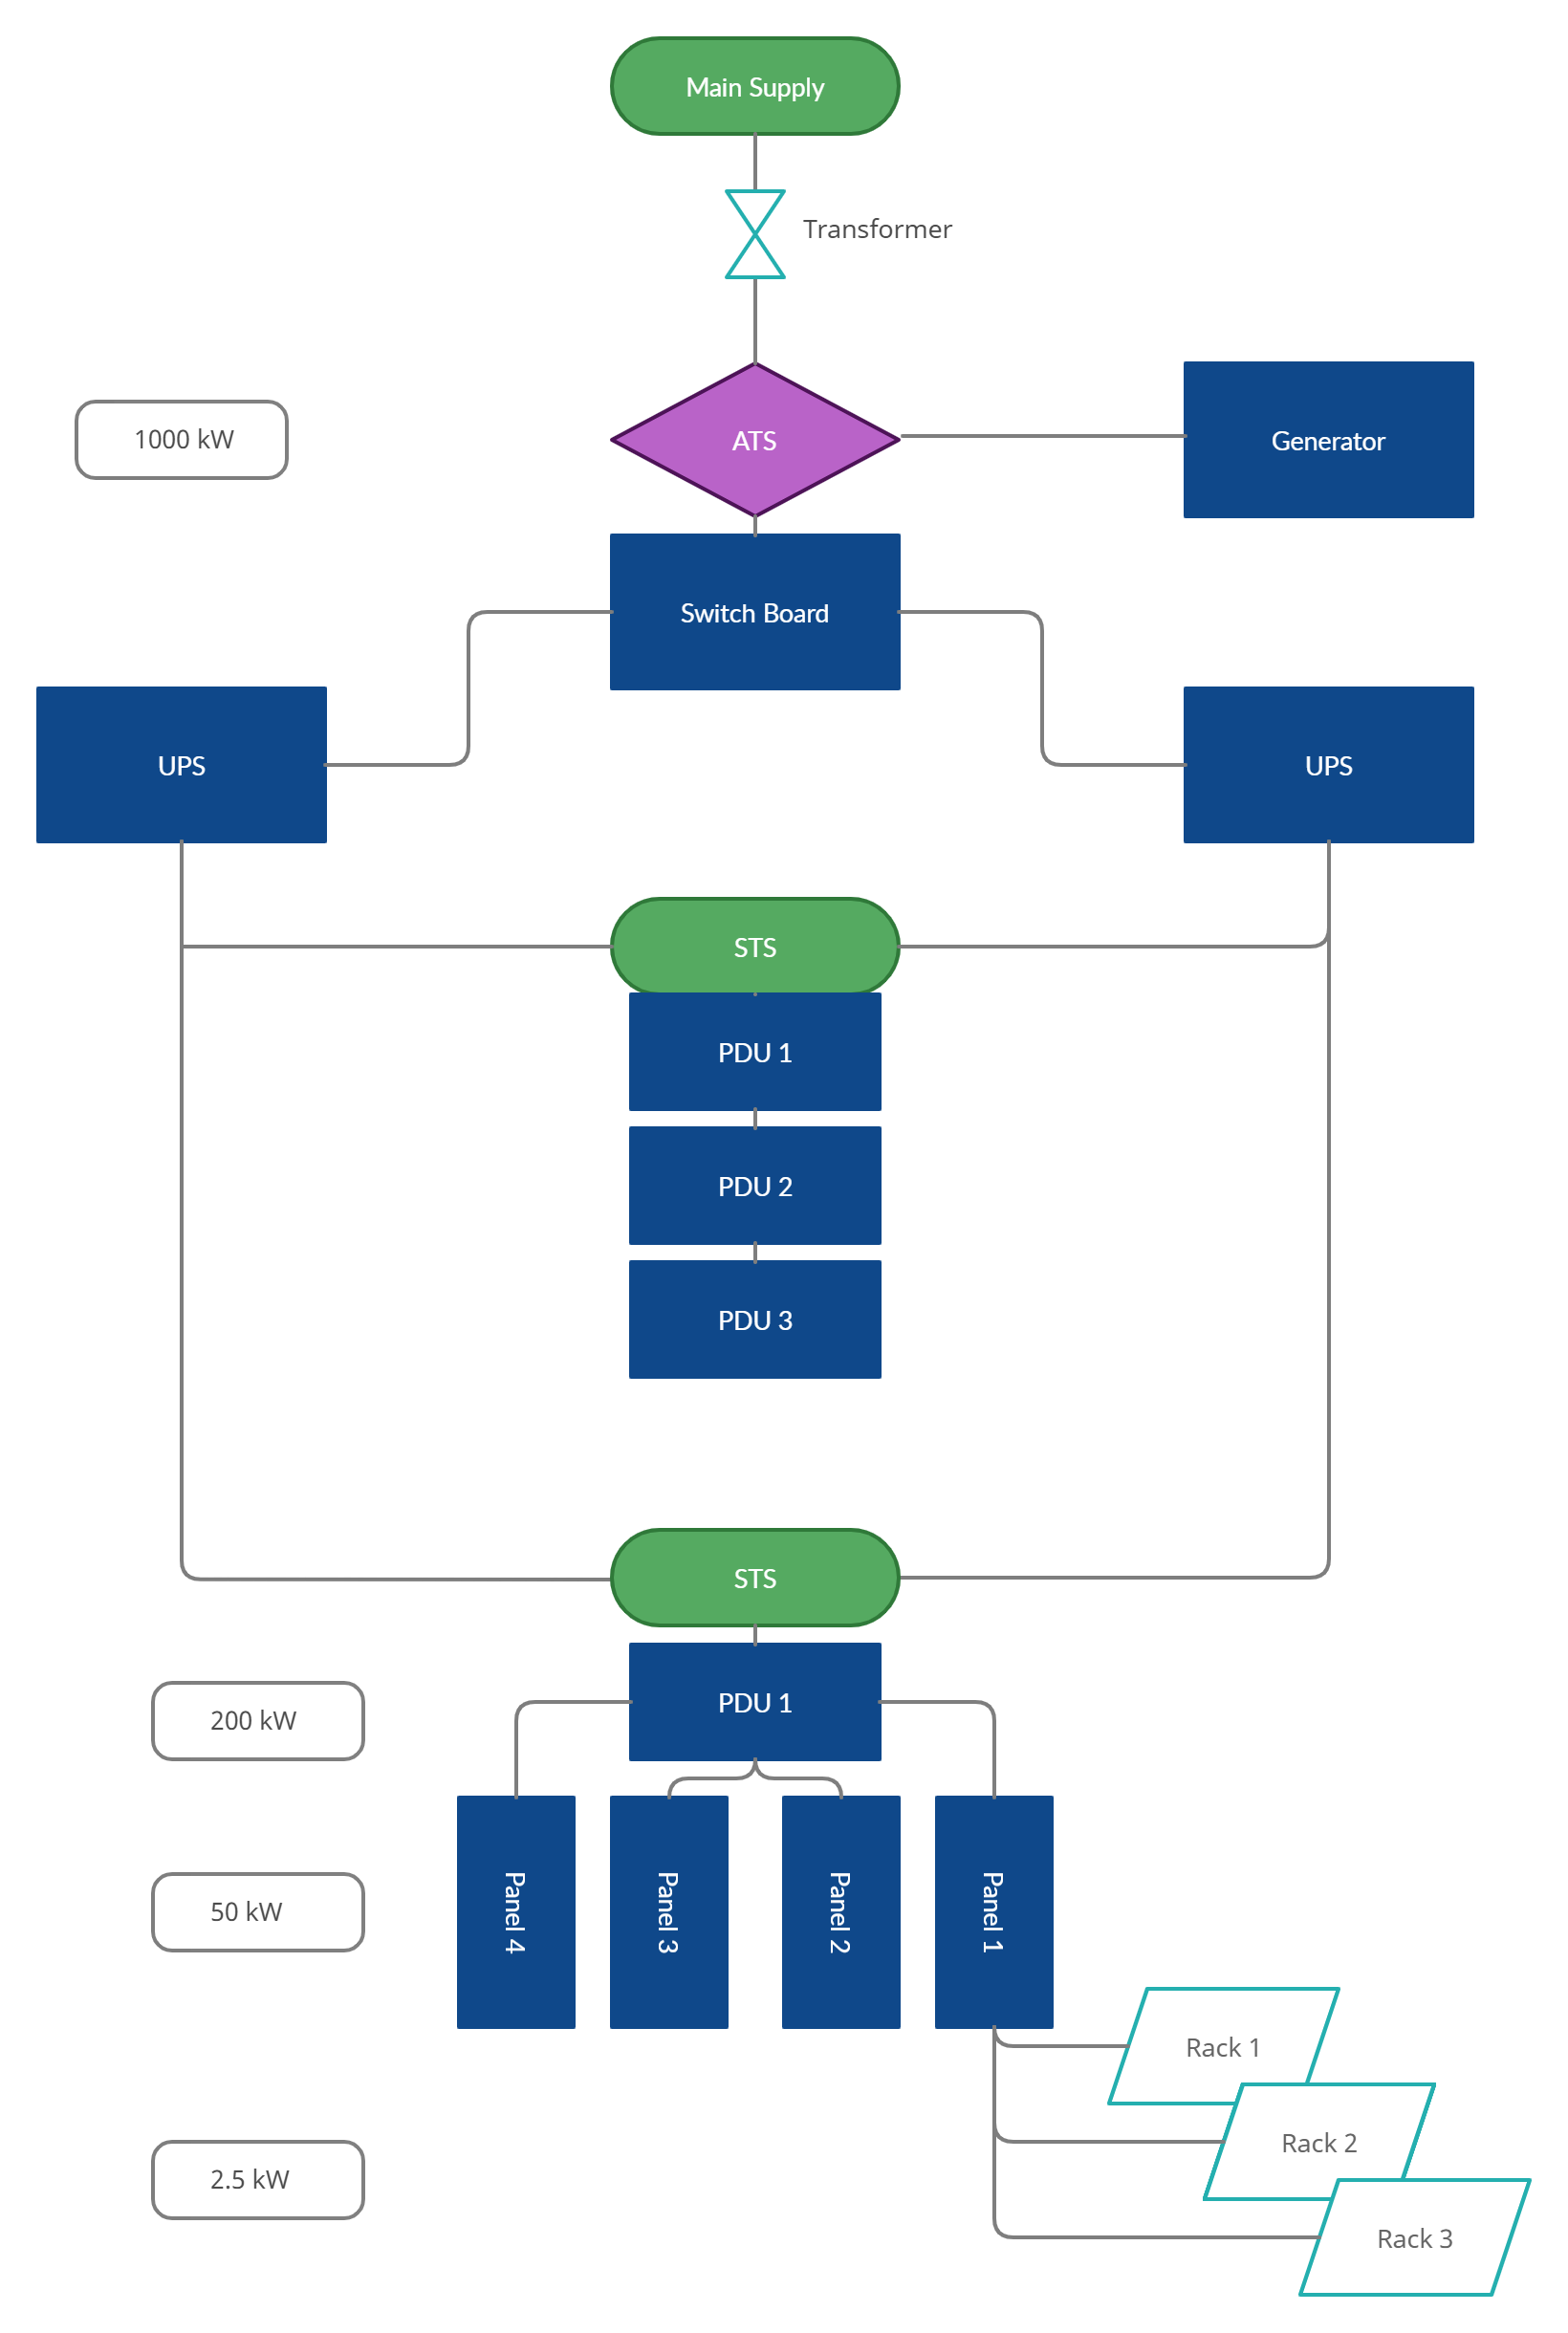 Main Supply
Transformer
1000 kW
ATS
Generator
Switch Board
UPS
UPS
STS
PDU 1
PDU 2
PDU 3
STS
200 kW
PDU 1
50 kW
Panel 4
Panel 3
Panel 2
Panel 1
Rack 1
Rack 2
2.5 kW
Rack 3